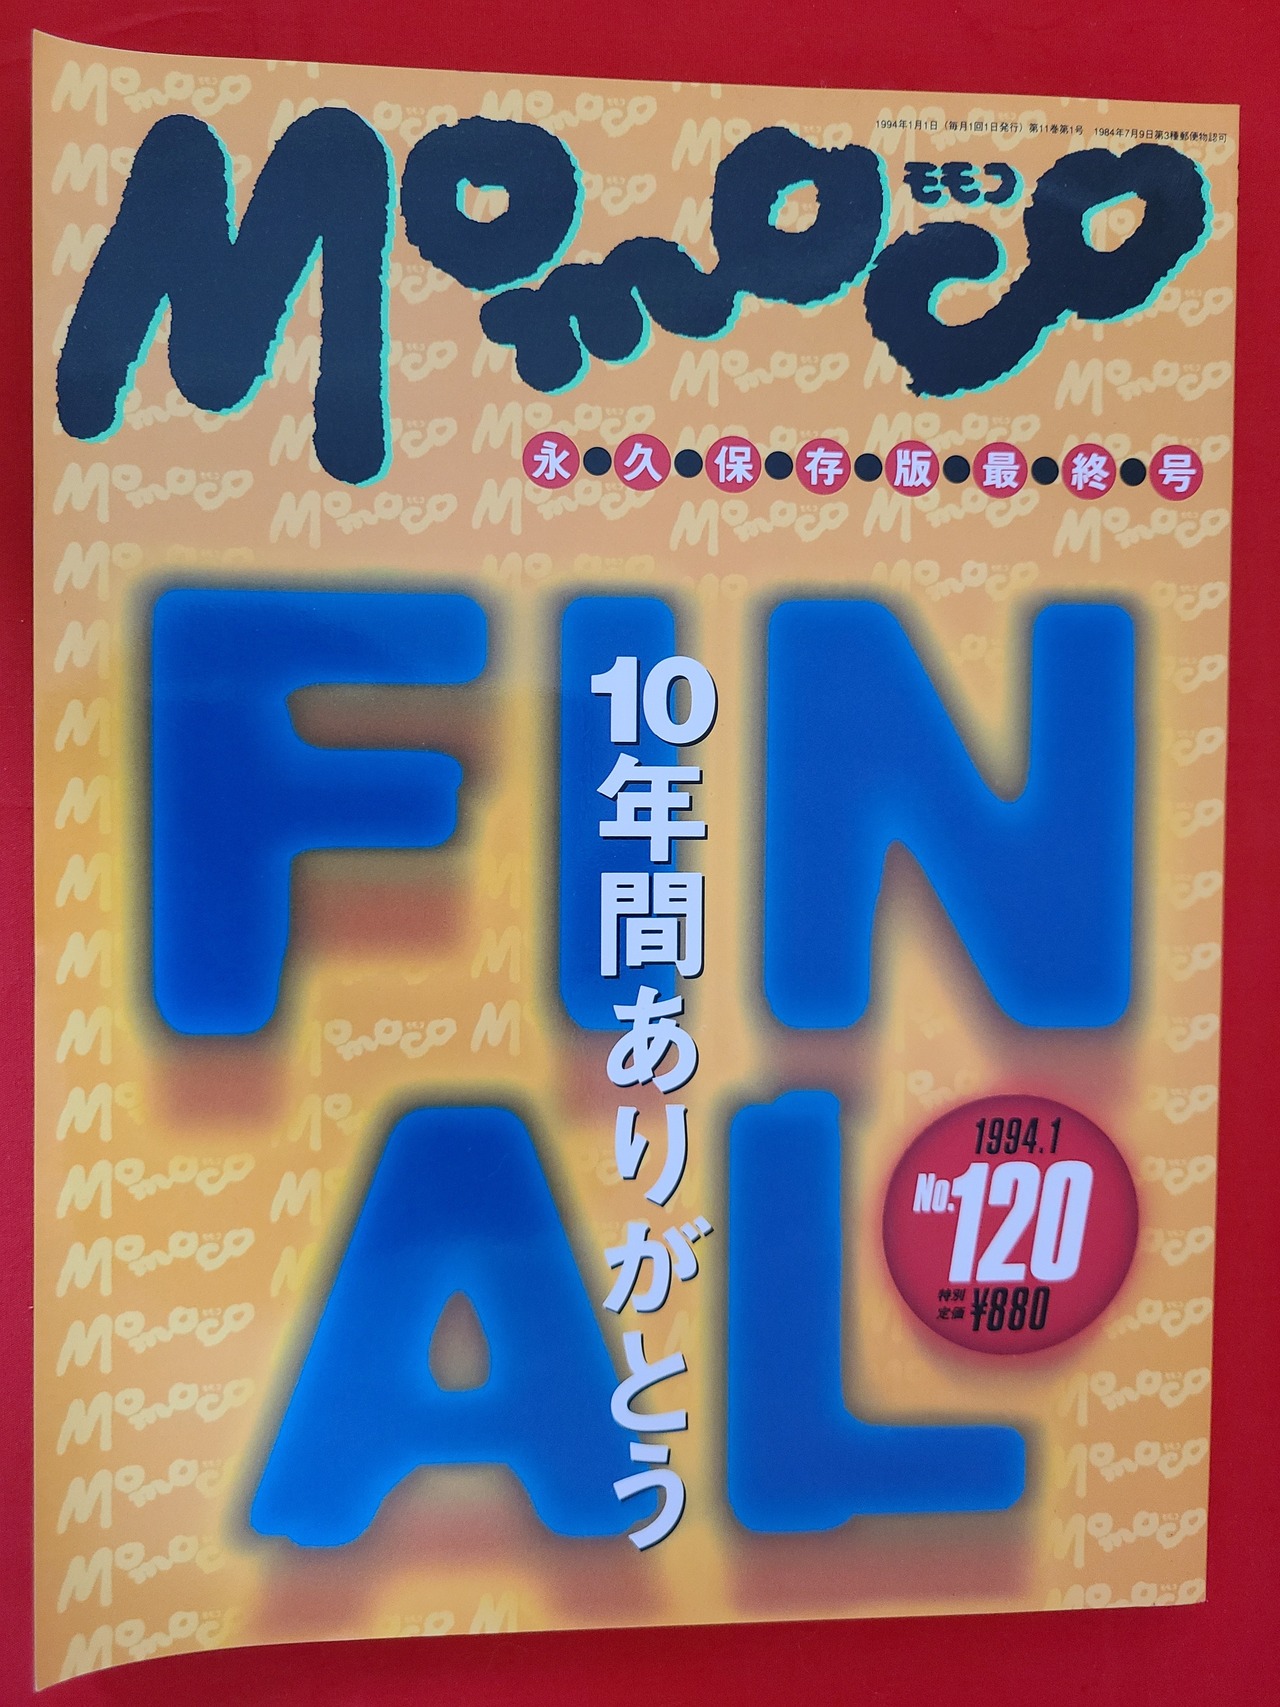 1994年1月1日（毎月1回1日発行）第11巻第1号　1984年7月9日第3種郵便物認可
Momoco
モモコ
永・久・保・存・版・最・終・号
FIN
AL
10年間ありがとう
1994.1
No.120
特別定価 ¥880